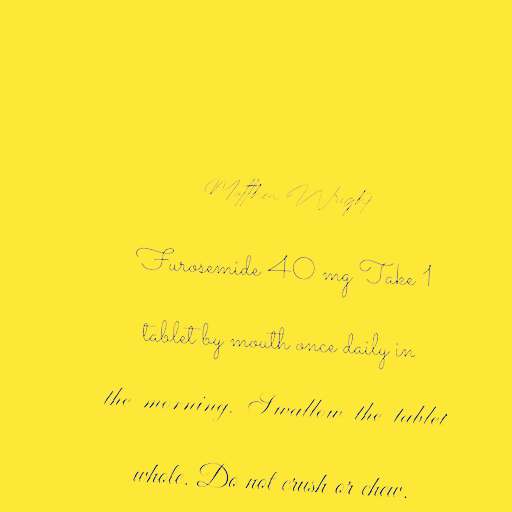 Matthew Wright
Furosemide 40 mg Take 1
tablet by mouth once daily in
the morning. Swallow the tablet
whole. Do not crush or chew.